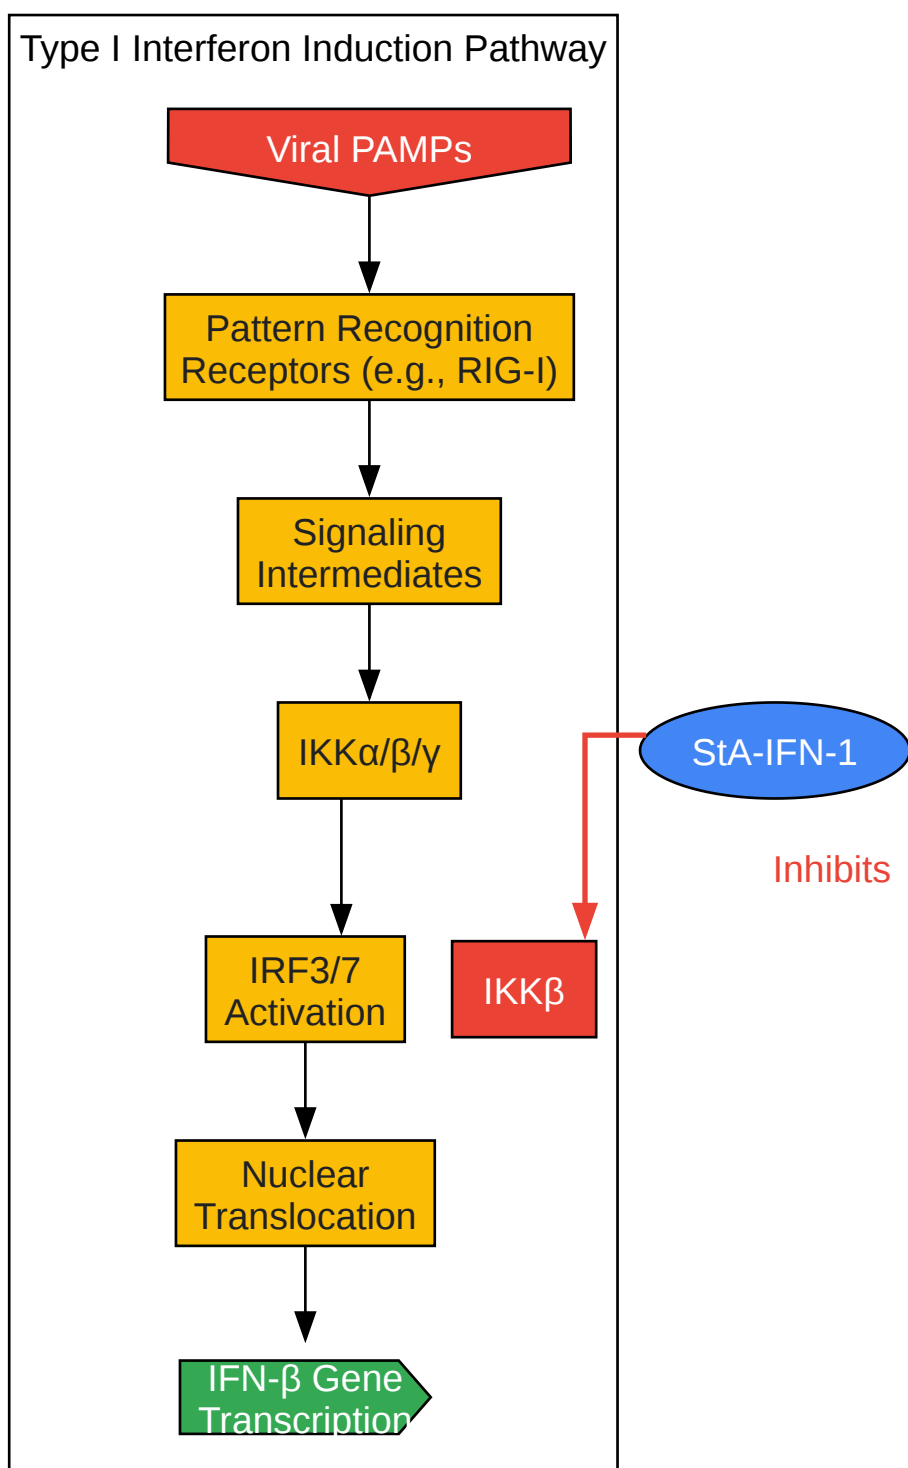 Type I Interferon Induction Pathway
Viral PAMPs
Pattern Recognition
Receptors (e.g., RIG-I)
Signaling
Intermediates
IKKα/β/γ
StA-IFN-1
Inhibits
IRF3/7
Activation
IKKβ
Nuclear
Translocation
IFN-β Gene
Transcription